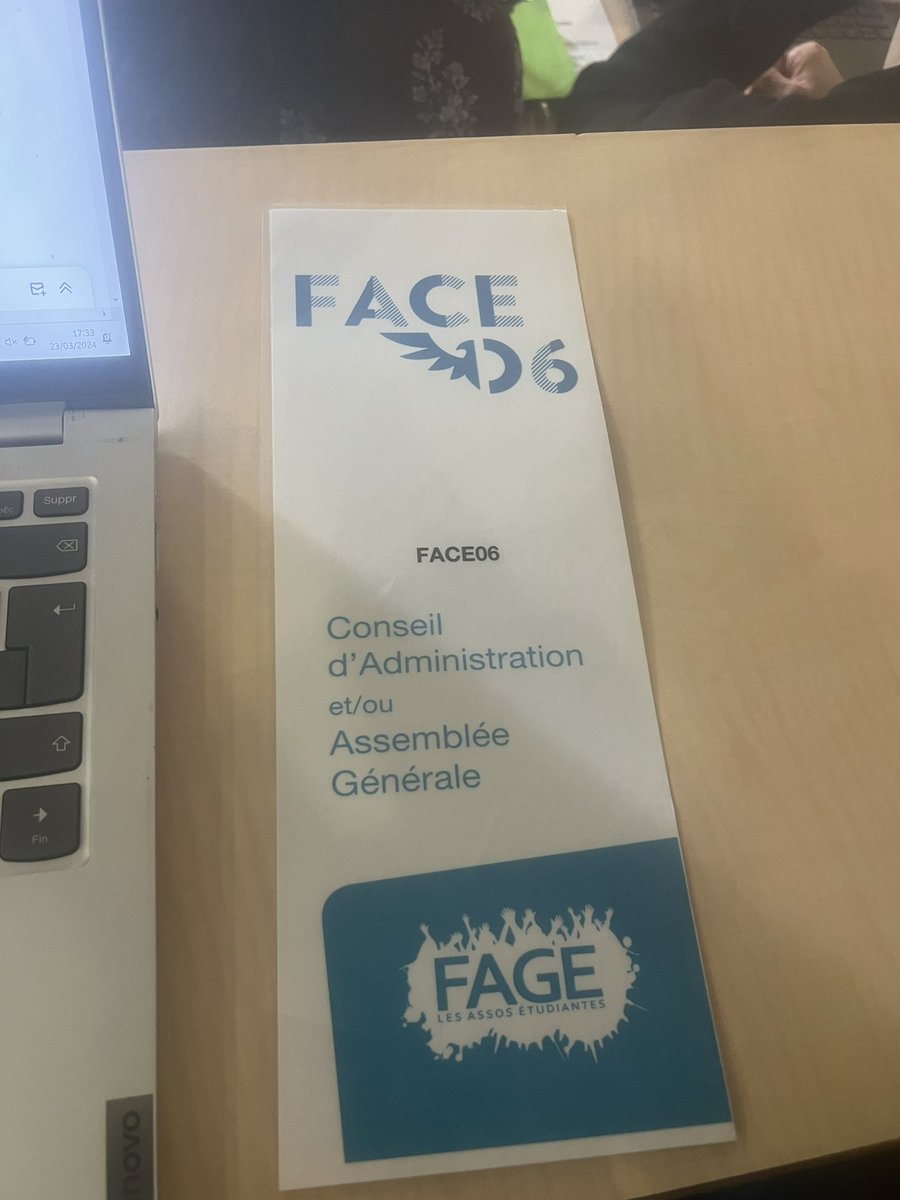 17:33
23/03/2024
Suppr
Fin
FACE
06
FACE06
Conseil
d'Administration
et/ou
Assemblée
Générale
FAGE
LES ASSOS ÉTUDIANTES